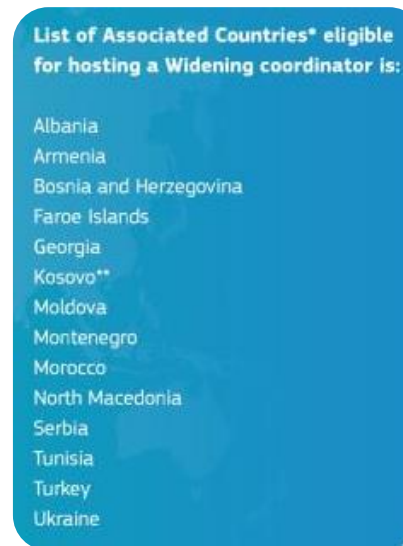 List of Associated Countries* eligible
for hosting a Widening coordinator is:
Albania
Armenia
Bosnia and Herzegovina
Faroe Islands
Georgia
Kosovo**
Moldova
Montenegro
Morocco
North Macedonia
Serbia
Tunisia
Turkey
Ukraine